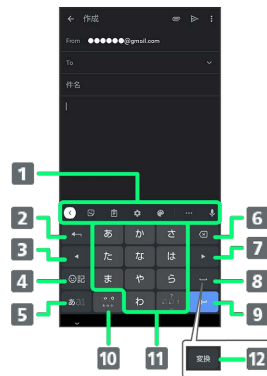 作成
From ●●●●●●@gmail.com
To
件名
1
2 あ か さ 6
3 た な は 7
4 ☺記 ま や ら 8
5 あa1 わ 、。?! 9
10 11 変換 12